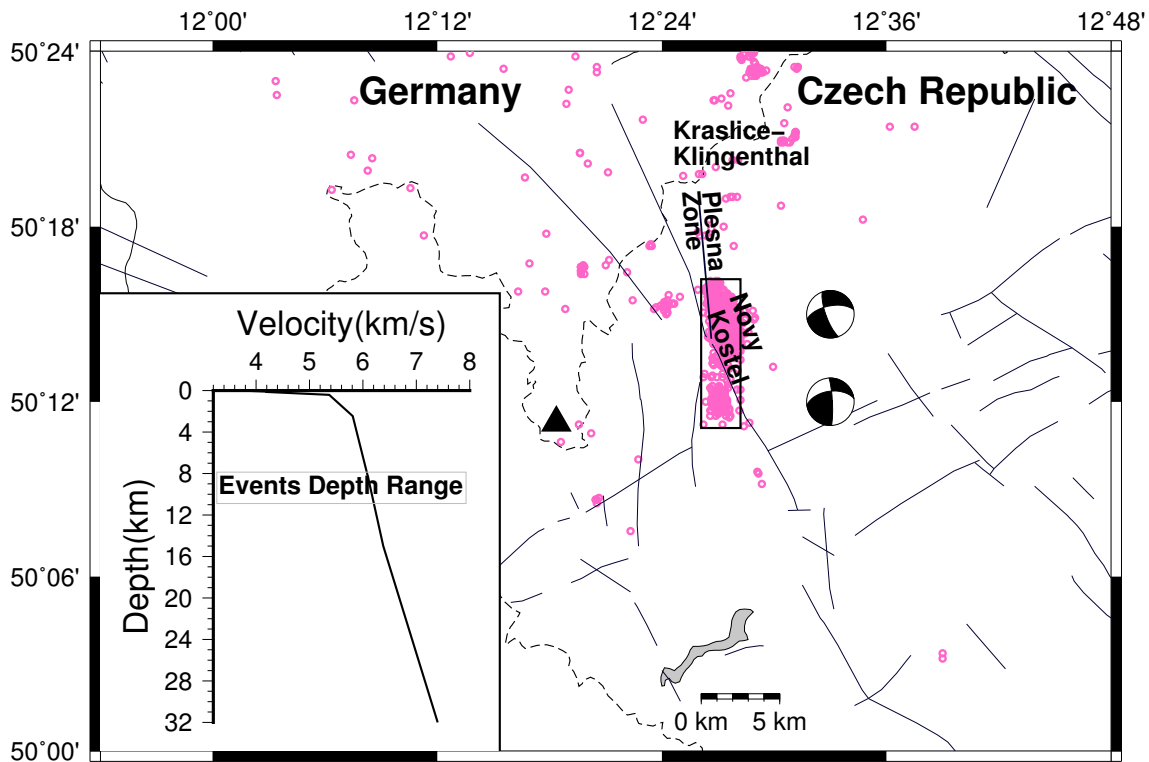 12°00' 12°12' 12°24' 12°36' 12°48'
50°24'
Germany Czech Republic
Kraslice–
Klingenthal
50°18'
Plesna
Zone
Novy
Kostel
Velocity(km/s)
4 5 6 7 8
0
50°12'
4
8
Events Depth Range
12
Depth(km)
16
50°06'
20
24
28
0 km 5 km
32
50°00'